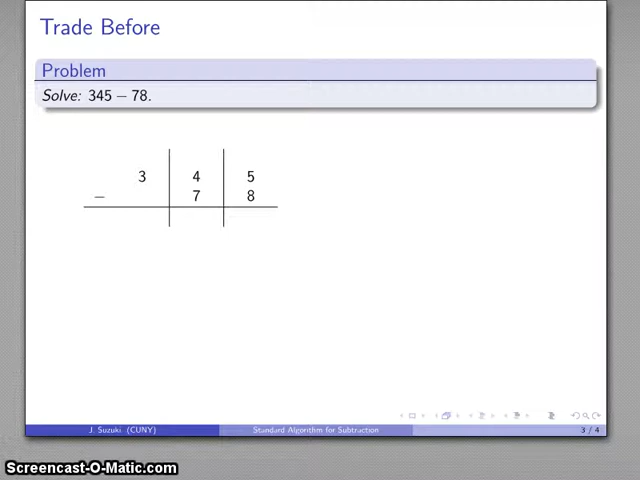 Trade Before
Problem
Solve: 345 − 78.
3 4 5
− 7 8
J. Suzuki (CUNY) Standard Algorithm for Subtraction 3 / 4
Screencast-O-Matic.com